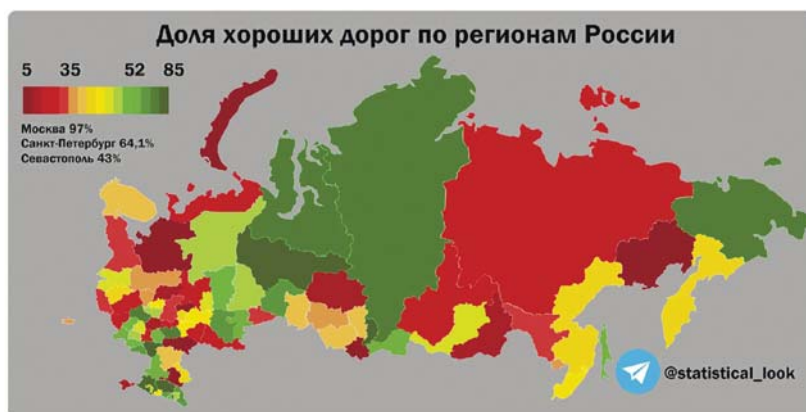 Доля хороших дорог по регионам России
5 35 52 85
Москва 97%
Санкт-Петербург 64,1%
Севастополь 43%
@statistical_look